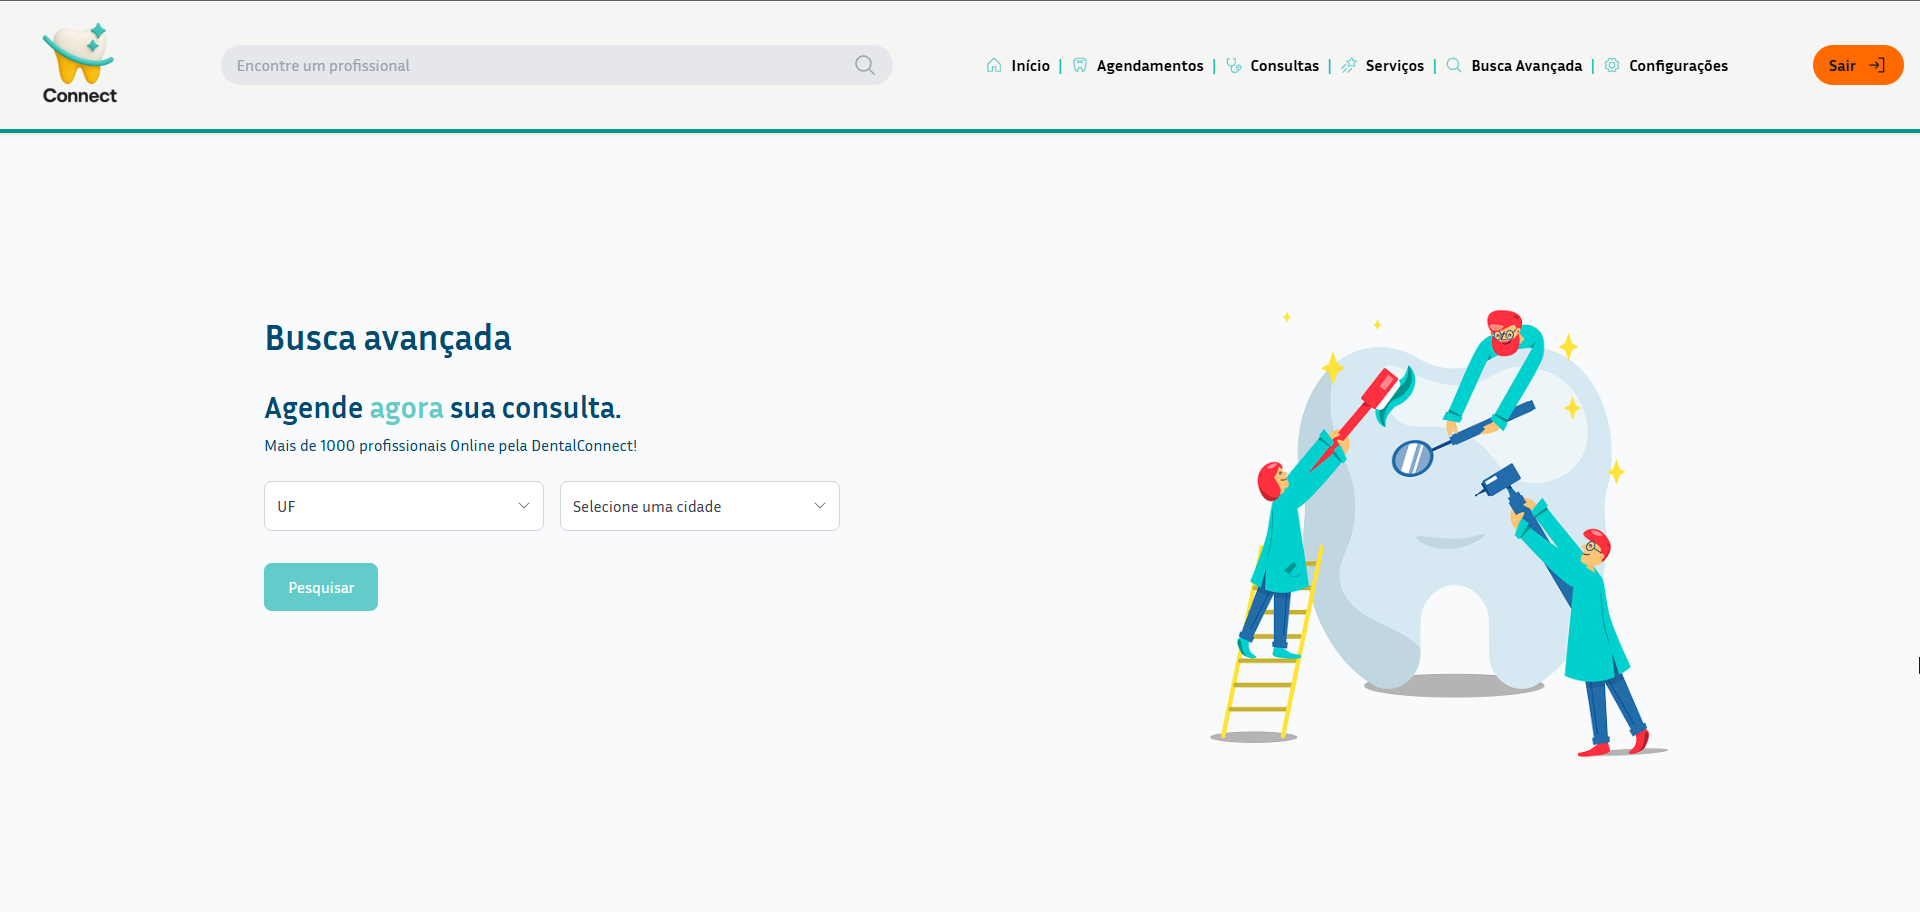 Connect
Encontre um profissional
Início | Agendamentos | Consultas | Serviços | Busca Avançada | Configurações
Sair
Busca avançada
Agende agora sua consulta.
Mais de 1000 profissionais Online pela DentalConnect!
UF
Selecione uma cidade
Pesquisar